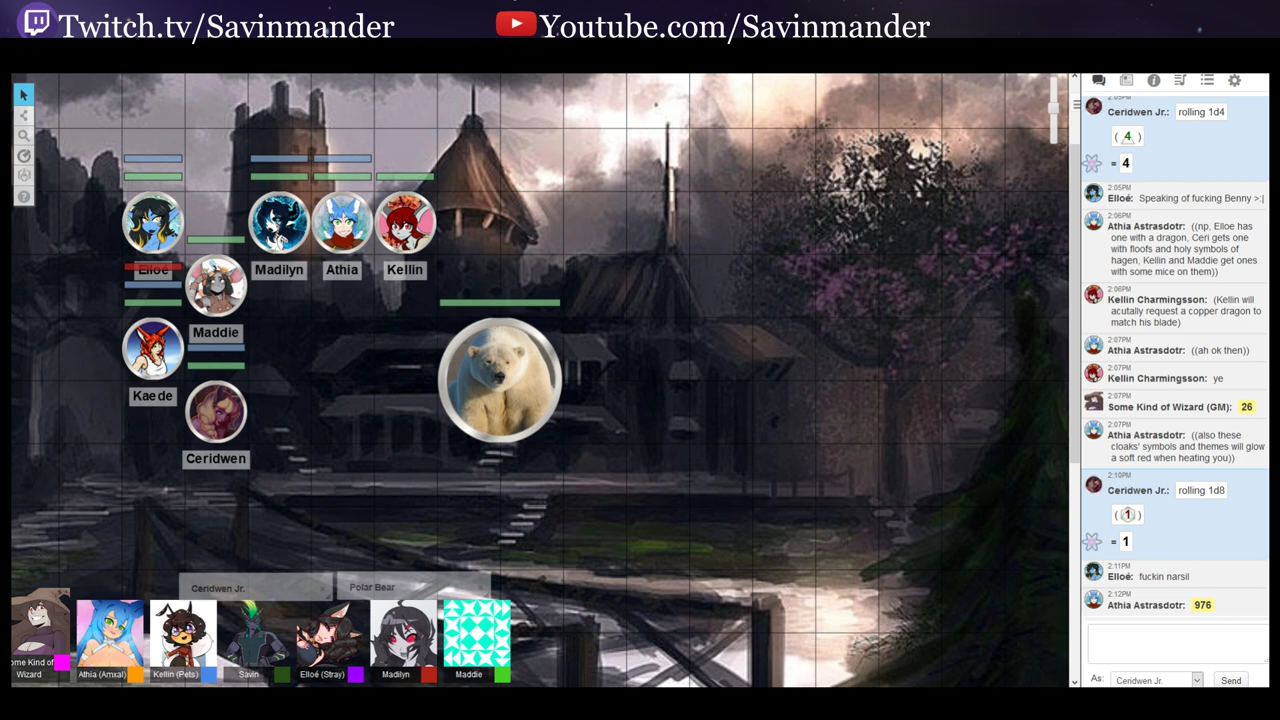 Twitch.tv/Savinmander
Youtube.com/Savinmander
Elloé
Madilyn
Athia
Kellin
Maddie
Kaede
Ceridwen
Ceridwen Jr.
Polar Bear
ome Kind of
Wizard
Athia (Amxal)
Kellin (Pets)
Savin
Elloé (Stray)
Madilyn
Maddie
2:05PM
Ceridwen Jr.: rolling 1d4
( 4 )
= 4
2:05PM
Elloé: Speaking of fucking Benny >:|
2:06PM
Athia Astrasdotr: ((np, Elloe has
one with a dragon, Ceri gets one
with floofs and holy symbols of
hagen, Kellin and Maddie get ones
with some mice on them))
2:06PM
Kellin Charmingsson: (Kellin will
acutally request a copper dragon to
match his blade)
2:07PM
Athia Astrasdotr: ((ah ok then))
2:07PM
Kellin Charmingsson: ye
2:07PM
Some Kind of Wizard (GM): 26
2:07PM
Athia Astrasdotr: ((also these
cloaks' symbols and themes will glow
a soft red when heating you))
2:10PM
Ceridwen Jr.: rolling 1d8
( 1 )
= 1
2:11PM
Elloé: fuckin narsil
2:12PM
Athia Astrasdotr: 976
As: Ceridwen Jr. Send